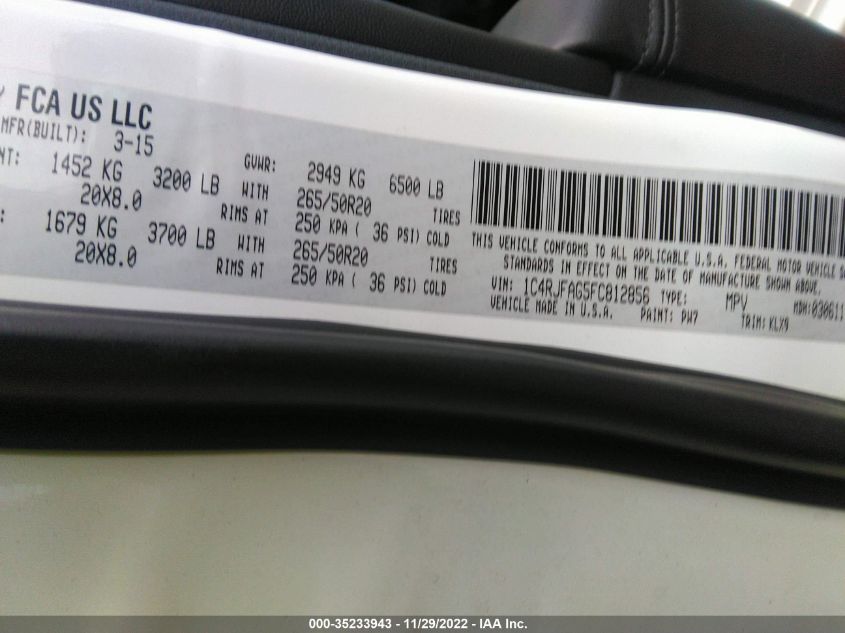 FCA US LLC
MFR(BUILT): 3-15
GVWR: 2949 KG 6500 LB
NT: 1452 KG 3200 LB WITH 265/50R20 TIRES
20X8.0 RIMS AT 250 KPA ( 36 PSI) COLD
: 1679 KG 3700 LB WITH 265/50R20 TIRES
20X8.0 RIMS AT 250 KPA ( 36 PSI) COLD
THIS VEHICLE CONFORMS TO ALL APPLICABLE U.S.A. FEDERAL MOTOR VEHICLE SA
STANDARDS IN EFFECT ON THE DATE OF MANUFACTURE SHOWN ABOVE.
VIN: 1C4RJFAG5FC812856 TYPE: MPV MDH:030611
VEHICLE MADE IN U.S.A. PAINT: PW7 TRIM:KLX9
000-35233943 - 11/29/2022 - IAA Inc.